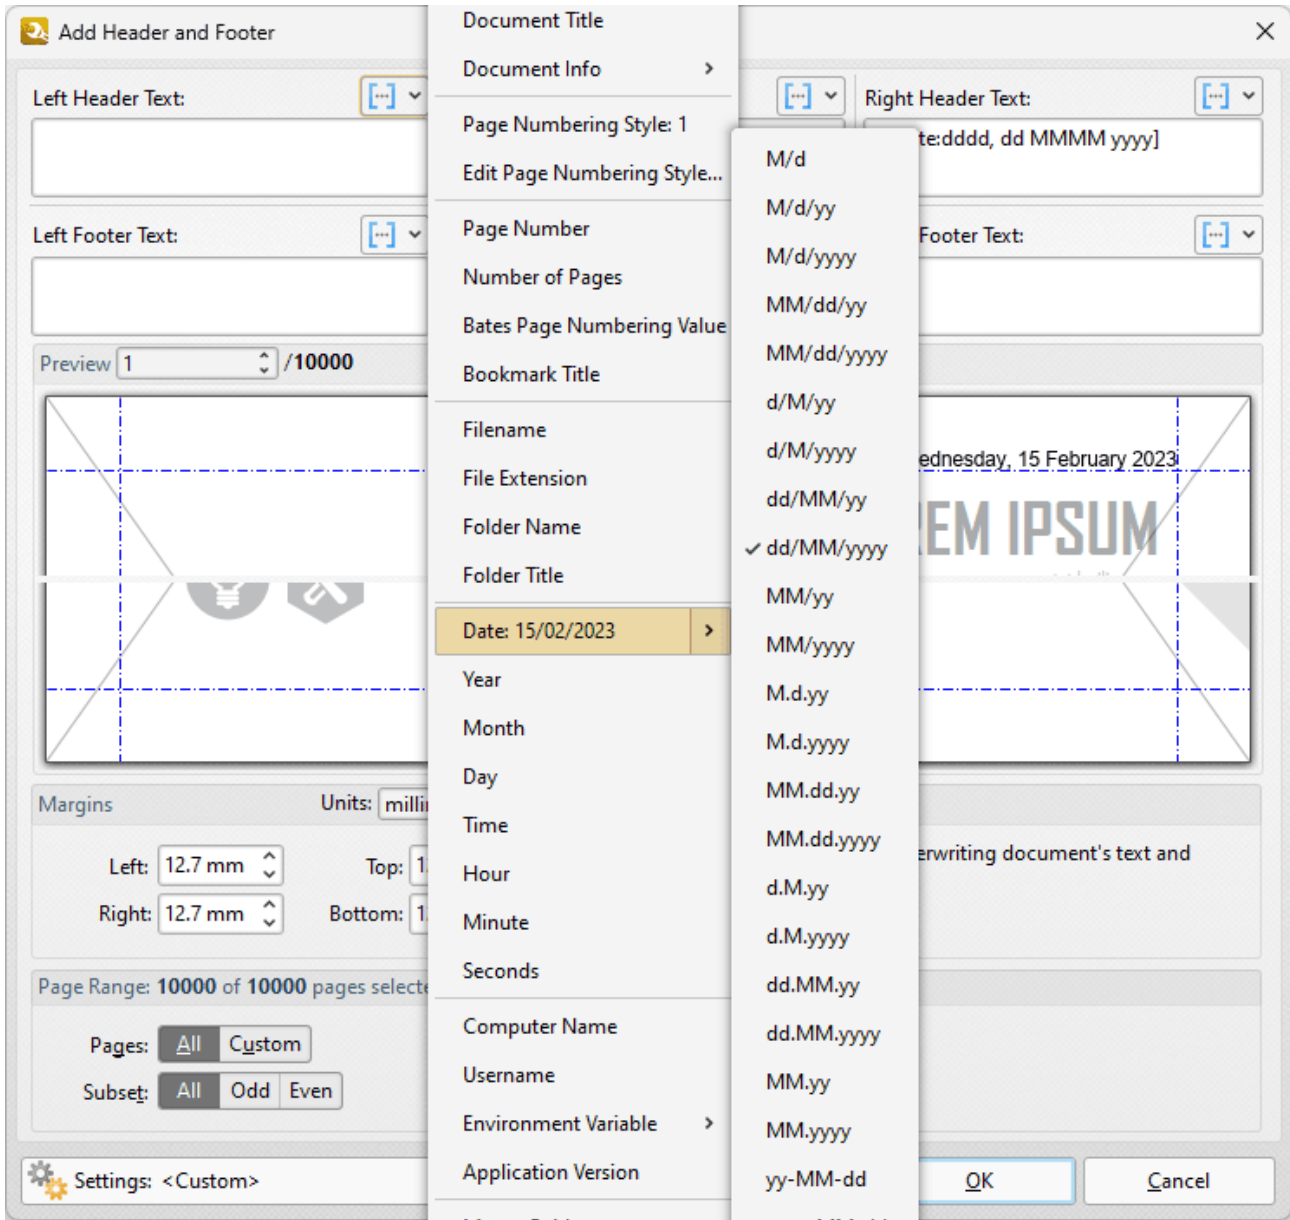 Add Header and Footer
Left Header Text:
Right Header Text:
te:dddd, dd MMMM yyyy]
Left Footer Text:
Footer Text:
Preview 1 /10000
ednesday, 15 February 2023
EM IPSUM
Margins
Units:
Left: 12.7 mm
Top:
Right: 12.7 mm
Bottom:
erwriting document's text and
Page Range: 10000 of 10000 pages
Pages: All Custom
Subset: All Odd Even
Settings: <Custom>
OK
Cancel
Document Title
Document Info
Page Numbering Style: 1
Edit Page Numbering Style...
Page Number
Number of Pages
Bates Page Numbering Value
Bookmark Title
Filename
File Extension
Folder Name
Folder Title
Date: 15/02/2023
Year
Month
Day
Time
Hour
Minute
Seconds
Computer Name
Username
Environment Variable
Application Version
M/d
M/d/yy
M/d/yyyy
MM/dd/yy
MM/dd/yyyy
d/M/yy
d/M/yyyy
dd/MM/yy
dd/MM/yyyy
MM/yy
MM/yyyy
M.d.yy
M.d.yyyy
MM.dd.yy
MM.dd.yyyy
d.M.yy
d.M.yyyy
dd.MM.yy
dd.MM.yyyy
MM.yy
MM.yyyy
yy-MM-dd